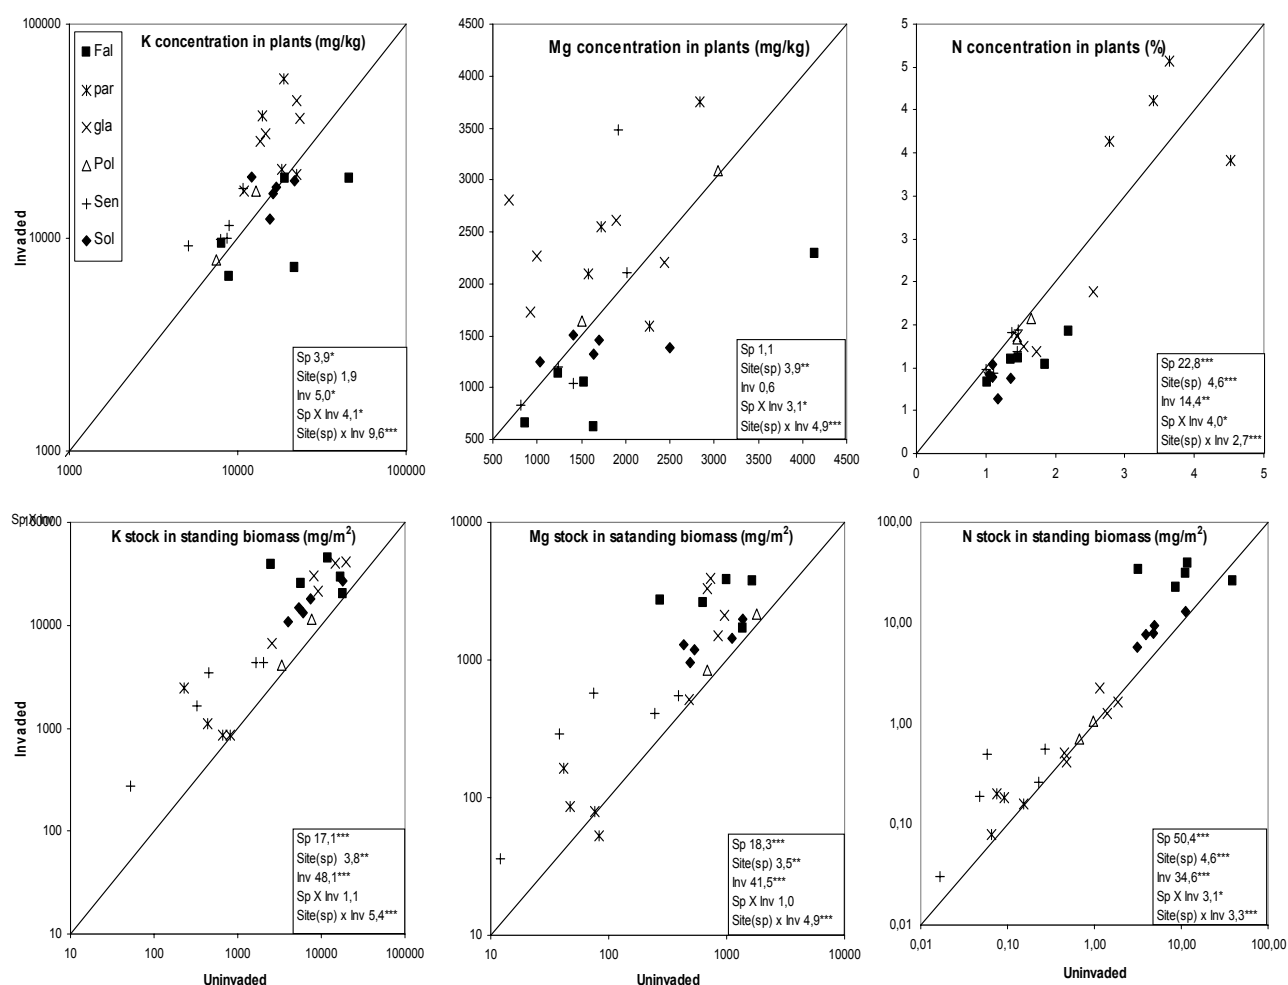 K concentration in plants (mg/kg)
Fal
par
gla
Pol
Sen
Sol
100000
10000
1000
1000
10000
100000
Invaded
Sp 3,9*
Site(sp) 1,9
Inv 5,0*
Sp X Inv 4,1*
Site(sp) x Inv 9,6***
Mg concentration in plants (mg/kg)
4500
4000
3500
3000
2500
2000
1500
1000
500
500
1000
1500
2000
2500
3000
3500
4000
4500
Sp 1,1
Site(sp) 3,9**
Inv 0,6
Sp X Inv 3,1*
Site(sp) x Inv 4,9***
N concentration in plants (%)
5
5
4
4
3
3
2
2
1
1
0
0
1
2
3
4
5
Sp 22,8***
Site(sp) 4,6***
Inv 14,4**
Sp X Inv 4,0*
Site(sp) x Inv 2,7***
K stock in standing biomass (mg/m²)
10000
1000
100
10
10
100
1000
10000
100000
Invaded
Uninvaded
Sp 17,1***
Site(sp) 3,8**
Inv 48,1***
Sp X Inv 1,1
Site(sp) x Inv 5,4***
Mg stock in satanding biomass (mg/m²)
10000
1000
100
10
10
100
1000
10000
Uninvaded
Sp 18,3***
Site(sp) 3,5**
Inv 41,5***
Sp X Inv 1,0
Site(sp) x Inv 4,9***
N stock in standing biomass (mg/m²)
100,00
10,00
1,00
0,10
0,01
0,01
0,10
1,00
10,00
100,00
Uninvaded
Sp 50,4***
Site(sp) 4,6***
Inv 34,6***
Sp X Inv 3,1*
Site(sp) x Inv 3,3***